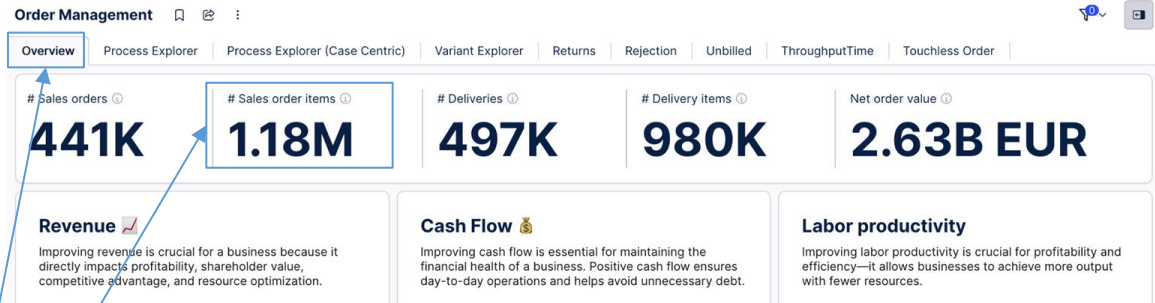 Order Management
0
Overview Process Explorer Process Explorer (Case Centric) Variant Explorer Returns Rejection Unbilled ThroughputTime Touchless Order
# Sales orders # Sales order items # Deliveries # Delivery items Net order value
441K 1.18M 497K 980K 2.63B EUR
Revenue 📈
Improving revenue is crucial for a business because it
directly impacts profitability, shareholder value,
competitive advantage, and resource optimization.
Cash Flow 💰
Improving cash flow is essential for maintaining the
financial health of a business. Positive cash flow ensures
day-to-day operations and helps avoid unnecessary debt.
Labor productivity
Improving labor productivity is crucial for profitability and
efficiency—it allows businesses to achieve more output
with fewer resources.